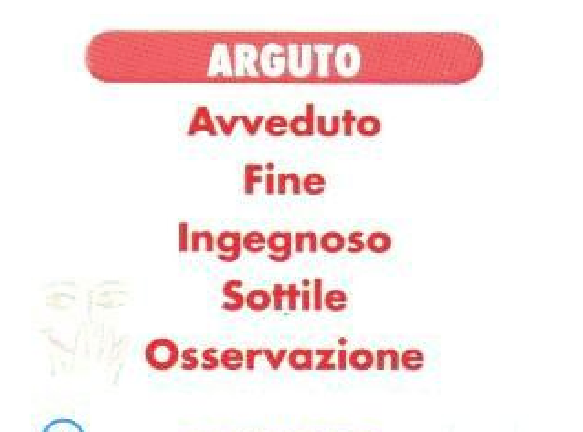 ARGUTO
Avveduto
Fine
Ingegnoso
Sottile
Osservazione